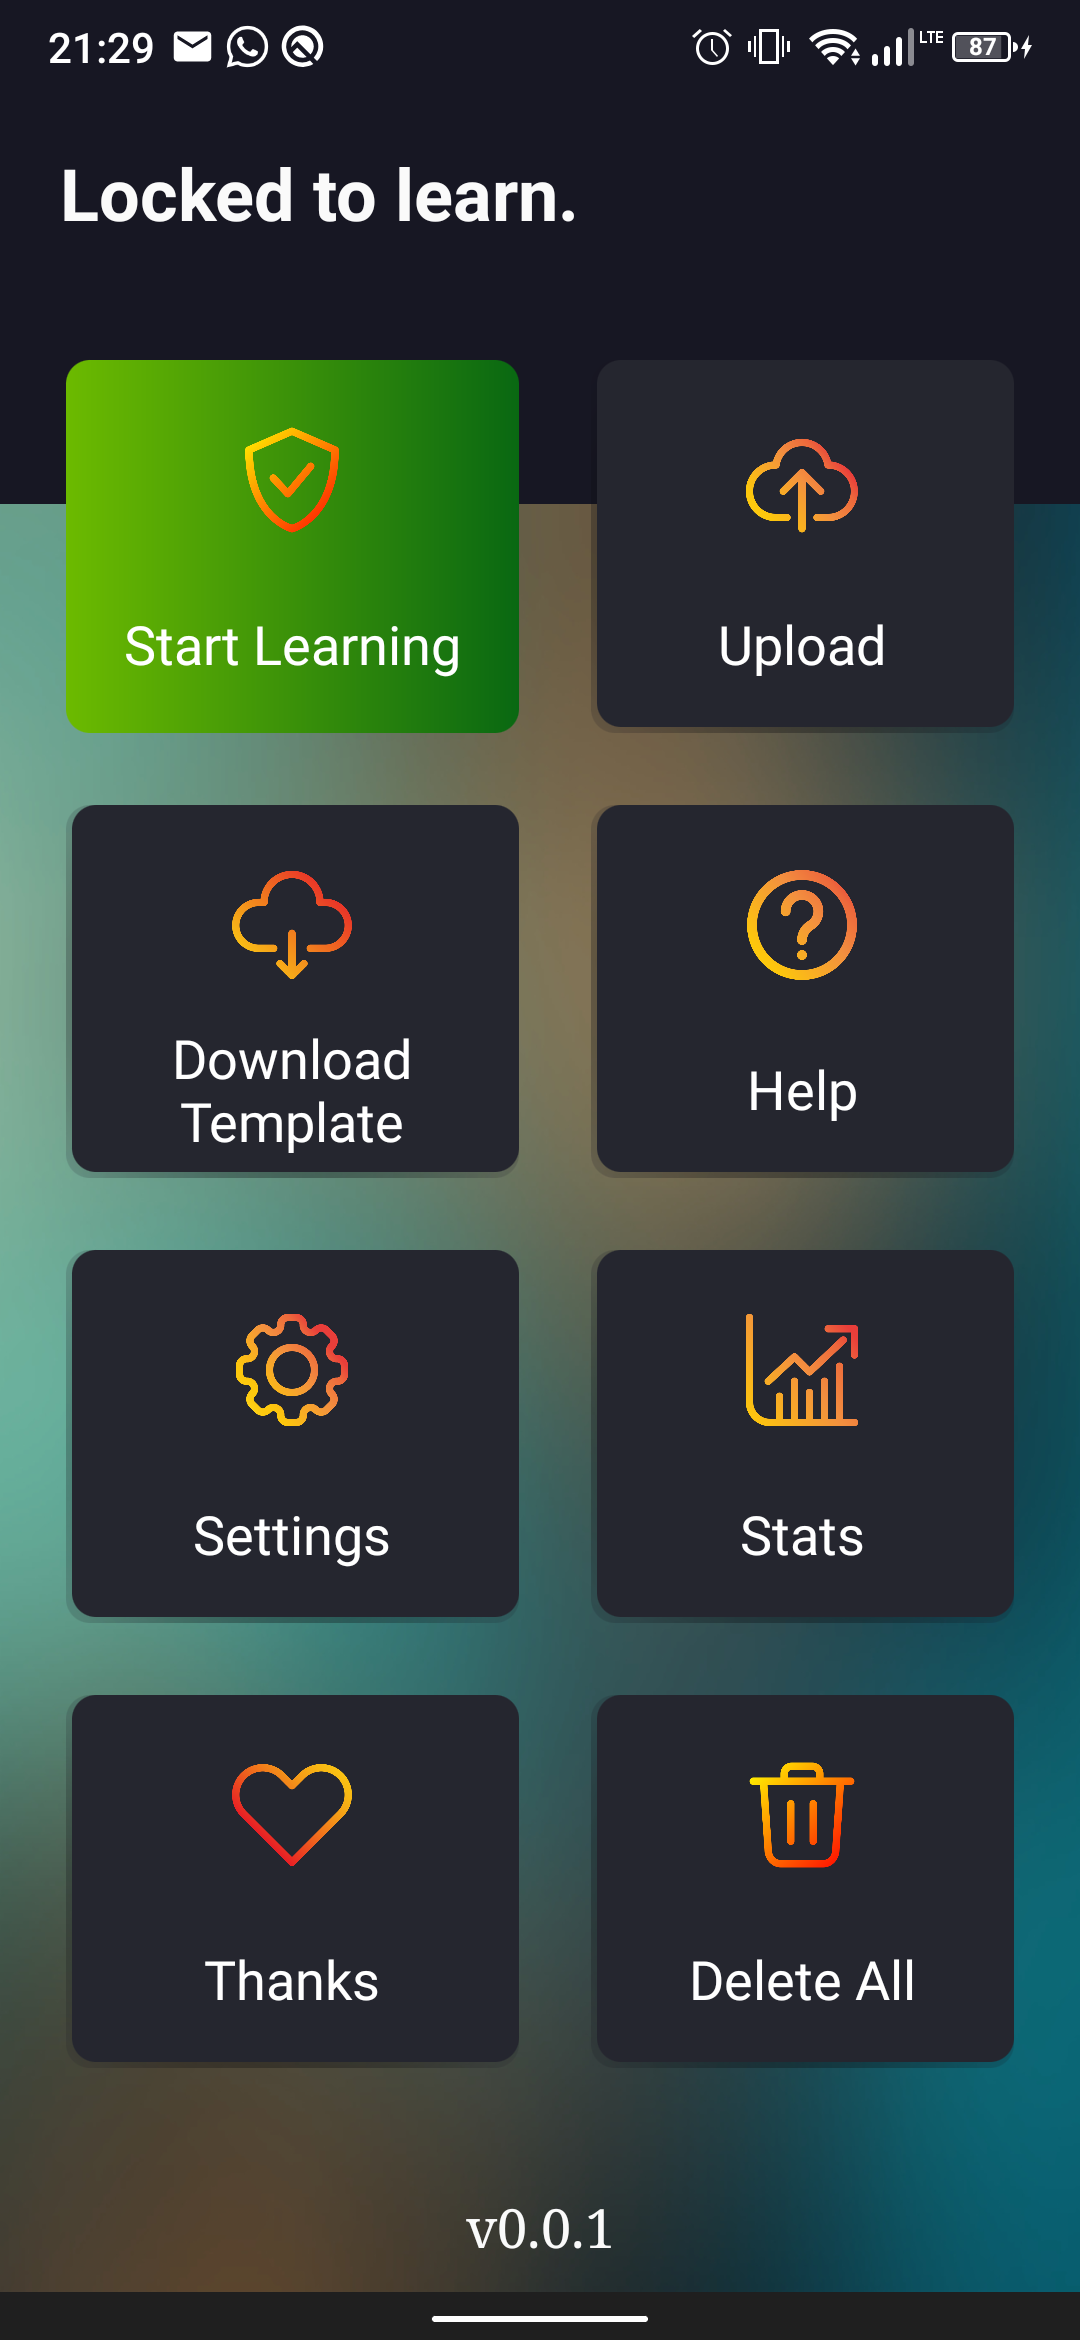 21:29
LTE
87
Locked to learn.
Start Learning
Upload
Download
Template
Help
Settings
Stats
Thanks
Delete All
v0.0.1